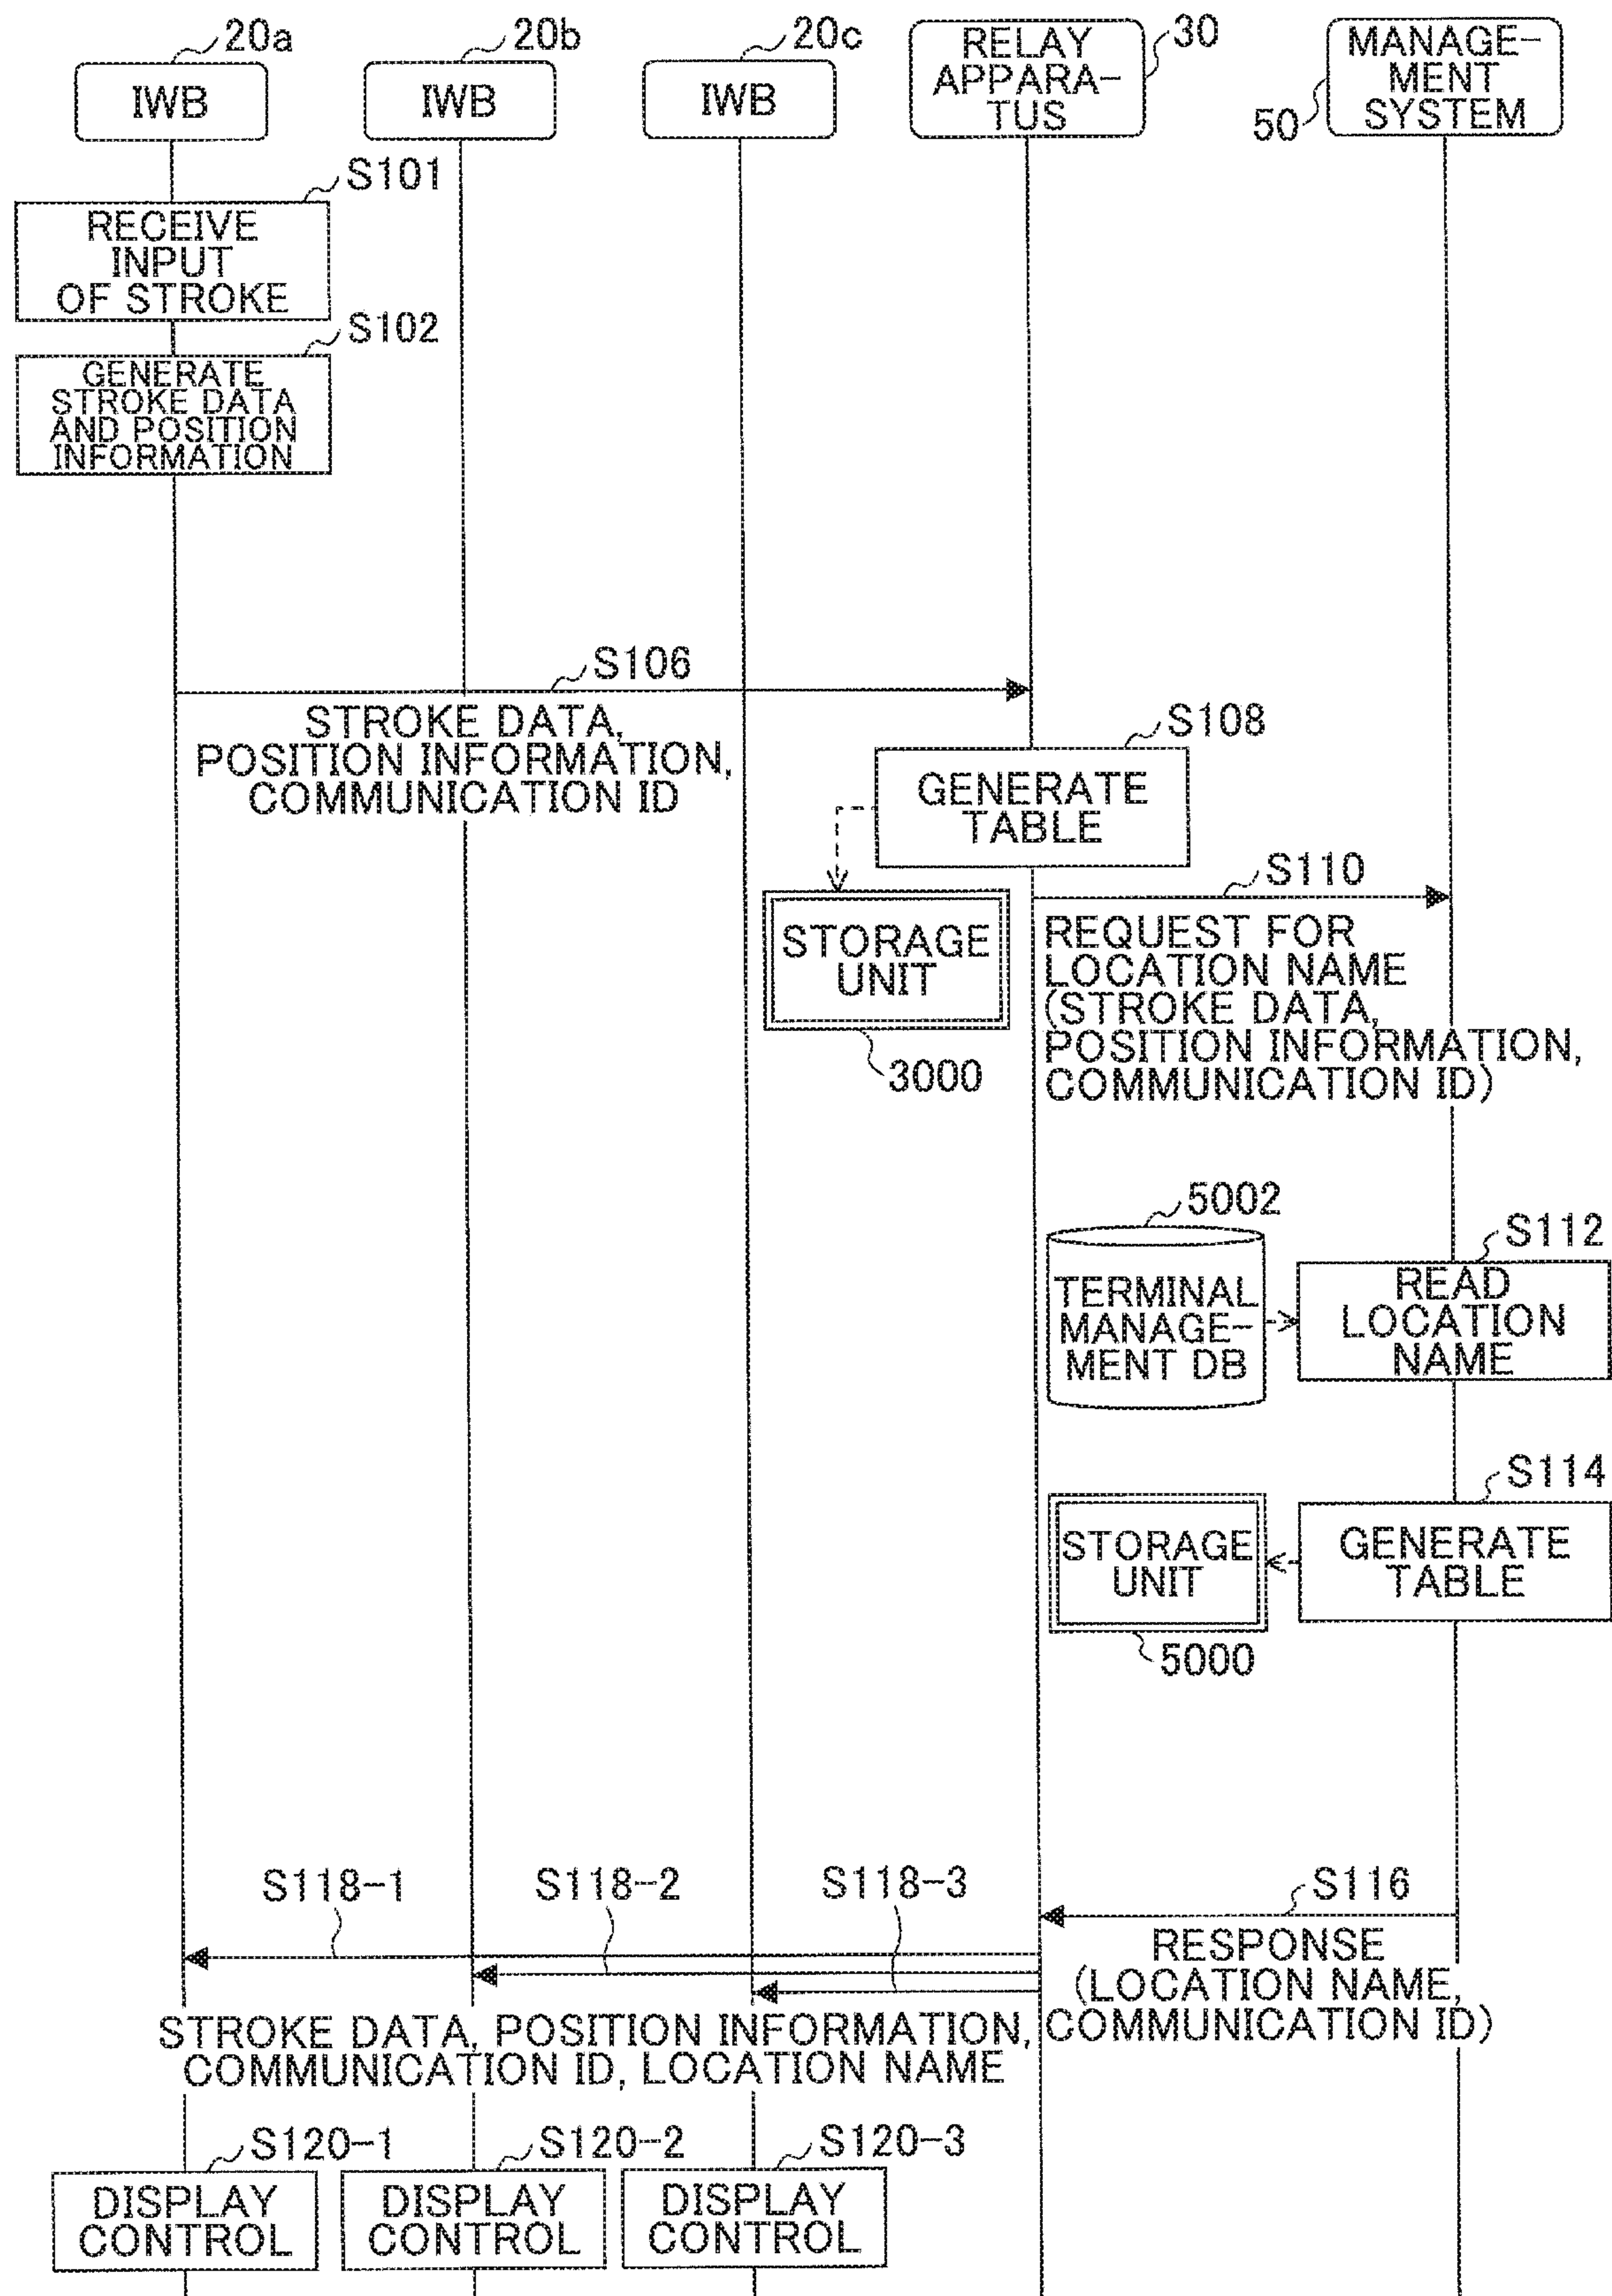 20a
20b
20c
30
50
IWB
IWB
IWB
RELAY
APPARA-
TUS
MANAGE-
MENT
SYSTEM
S101
RECEIVE
INPUT
OF STROKE
S102
GENERATE
STROKE DATA
AND POSITION
INFORMATION
S106
STROKE DATA,
POSITION INFORMATION,
COMMUNICATION ID
S108
GENERATE
TABLE
STORAGE
UNIT
3000
S110
REQUEST FOR
LOCATION NAME
(STROKE DATA,
POSITION INFORMATION,
COMMUNICATION ID)
5002
TERMINAL
MANAGE-
MENT DB
S112
READ
LOCATION
NAME
S114
GENERATE
TABLE
STORAGE
UNIT
5000
S116
RESPONSE
(LOCATION NAME,
COMMUNICATION ID)
S118-1
S118-2
S118-3
STROKE DATA, POSITION INFORMATION,
COMMUNICATION ID, LOCATION NAME
S120-1
S120-2
S120-3
DISPLAY
CONTROL
DISPLAY
CONTROL
DISPLAY
CONTROL